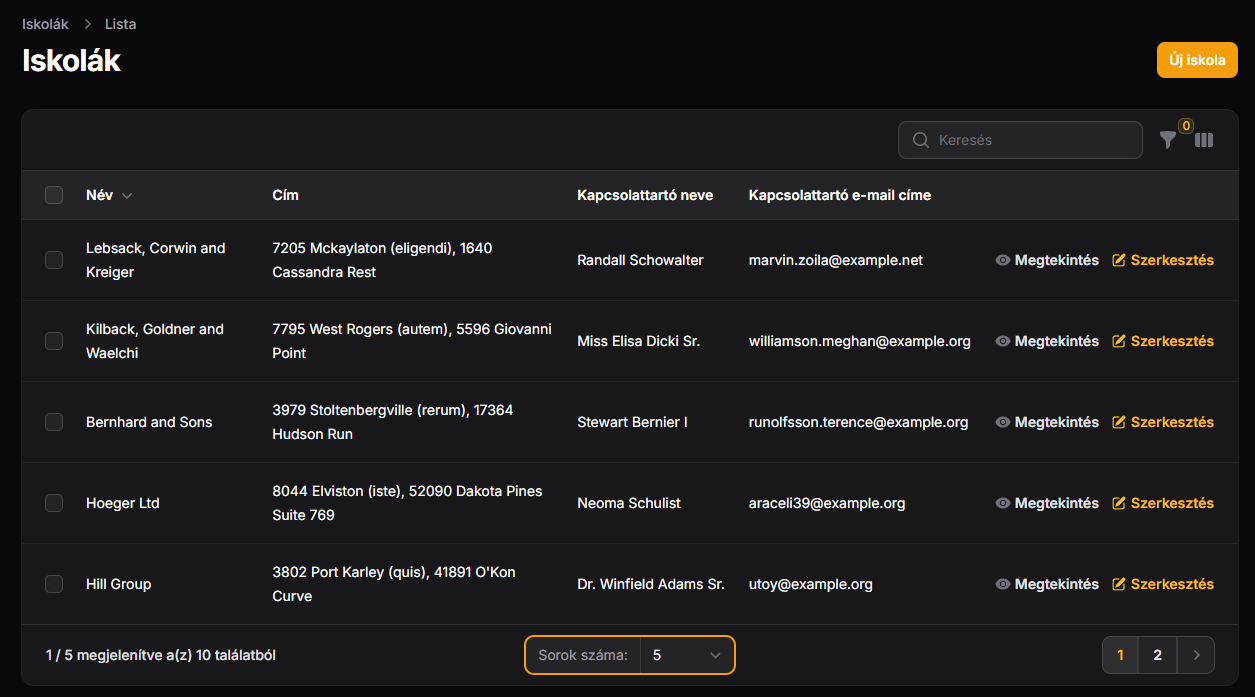 Iskolák > Lista
Iskolák
Új iskola
Keresés
0
Név Cím Kapcsolattartó neve Kapcsolattartó e-mail címe
Lebsack, Corwin and
Kreiger
7205 Mckaylaton (eligendi), 1640
Cassandra Rest
Randall Schowalter
marvin.zoila@example.net
Megtekintés Szerkesztés
Kilback, Goldner and
Waelchi
7795 West Rogers (autem), 5596 Giovanni
Point
Miss Elisa Dicki Sr.
williamson.meghan@example.org
Megtekintés Szerkesztés
Bernhard and Sons
3979 Stoltenbergville (rerum), 17364
Hudson Run
Stewart Bernier I
runolfsson.terence@example.org
Megtekintés Szerkesztés
Hoeger Ltd
8044 Elviston (iste), 52090 Dakota Pines
Suite 769
Neoma Schulist
araceli39@example.org
Megtekintés Szerkesztés
Hill Group
3802 Port Karley (quis), 41891 O'Kon
Curve
Dr. Winfield Adams Sr.
utoy@example.org
Megtekintés Szerkesztés
1 / 5 megjelenítve a(z) 10 találatból
Sorok száma: 5
1 2